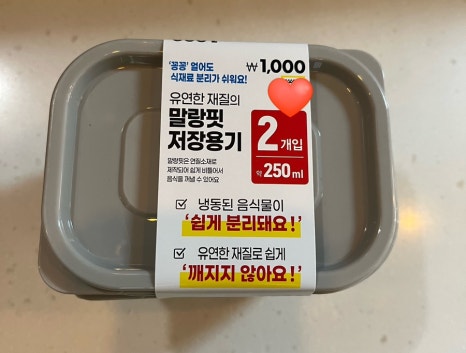 '꽁꽁' 얼어도
식재료 분리가 쉬워요!
₩1,000
유연한 재질의
말랑핏
저장용기
2개입
약 250ml
말랑핏은 연질소재로
제작되어 쉽게 비틀어서
음식을 꺼낼 수 있어요
냉동된 음식물이
'쉽게 분리돼요!'
유연한 재질로 쉽게
'깨지지 않아요!'